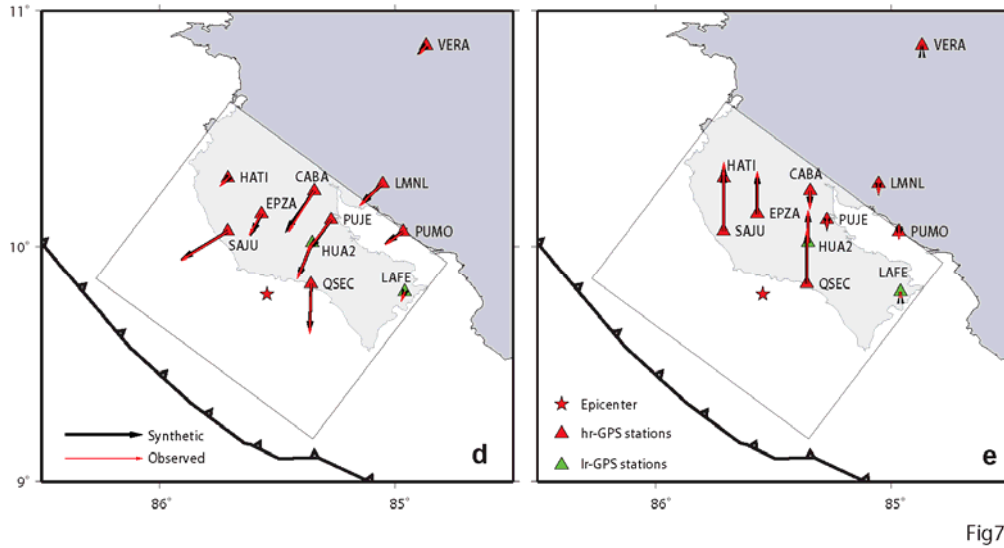 11°
VERA
VERA
HATI
CABA
LMNL
HATI
CABA
LMNL
EPZA
PUJE
EPZA
PUJE
SAJU
PUMO
SAJU
PUMO
10°
HUA2
HUA2
LAFE
LAFE
QSEC
QSEC
Epicenter
Synthetic
hr-GPS stations
Observed
d
lr-GPS stations
e
9°
86°
85°
86°
85°
Fig7